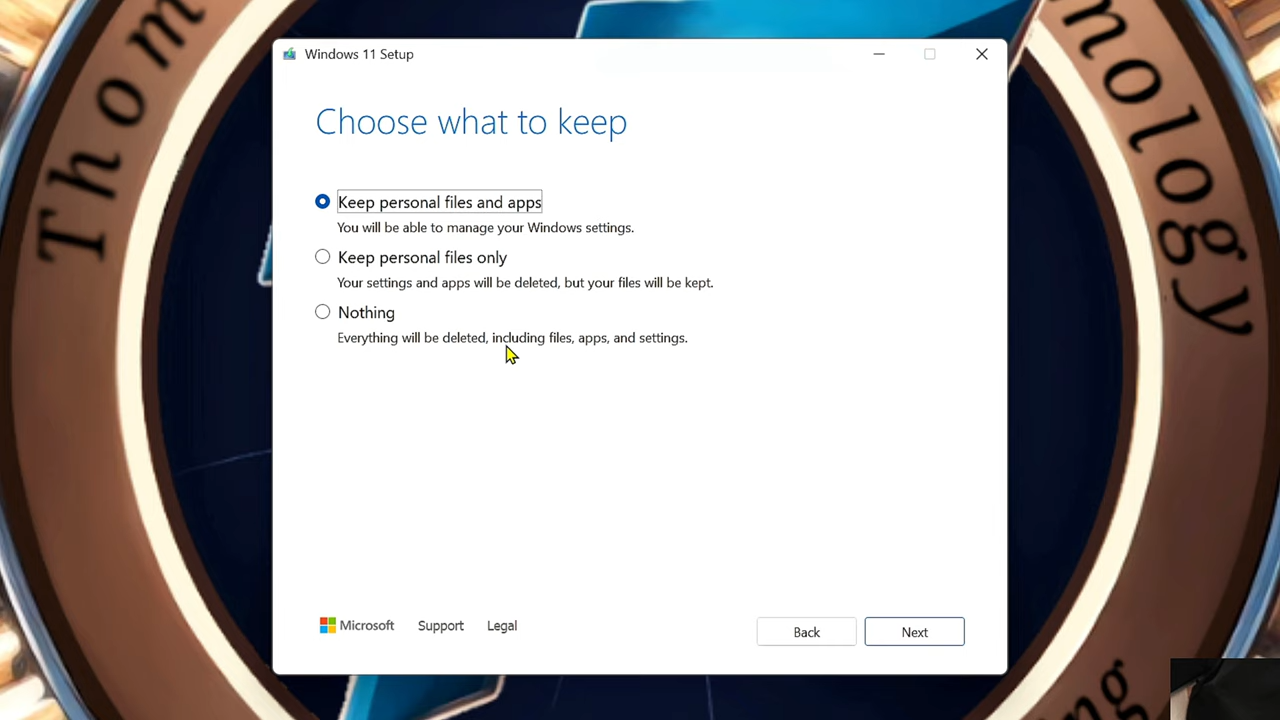 Thom
nology
ng
Windows 11 Setup
Choose what to keep
Keep personal files and apps
You will be able to manage your Windows settings.
Keep personal files only
Your settings and apps will be deleted, but your files will be kept.
Nothing
Everything will be deleted, including files, apps, and settings.
Microsoft Support Legal
Back Next